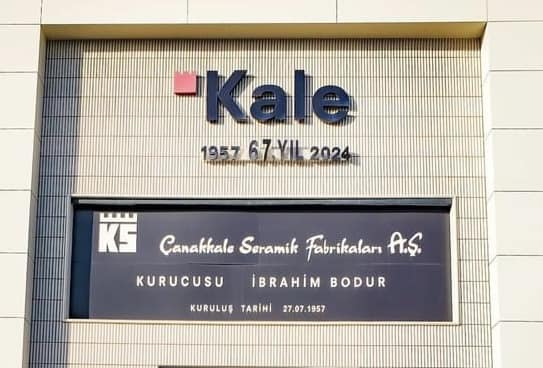 Kale
1957 67.YIL 2024
KS
Çanakkale Seramik Fabrikaları A.Ş.
KURUCUSU İBRAHİM BODUR
KURULUŞ TARİHİ 27.07.1957